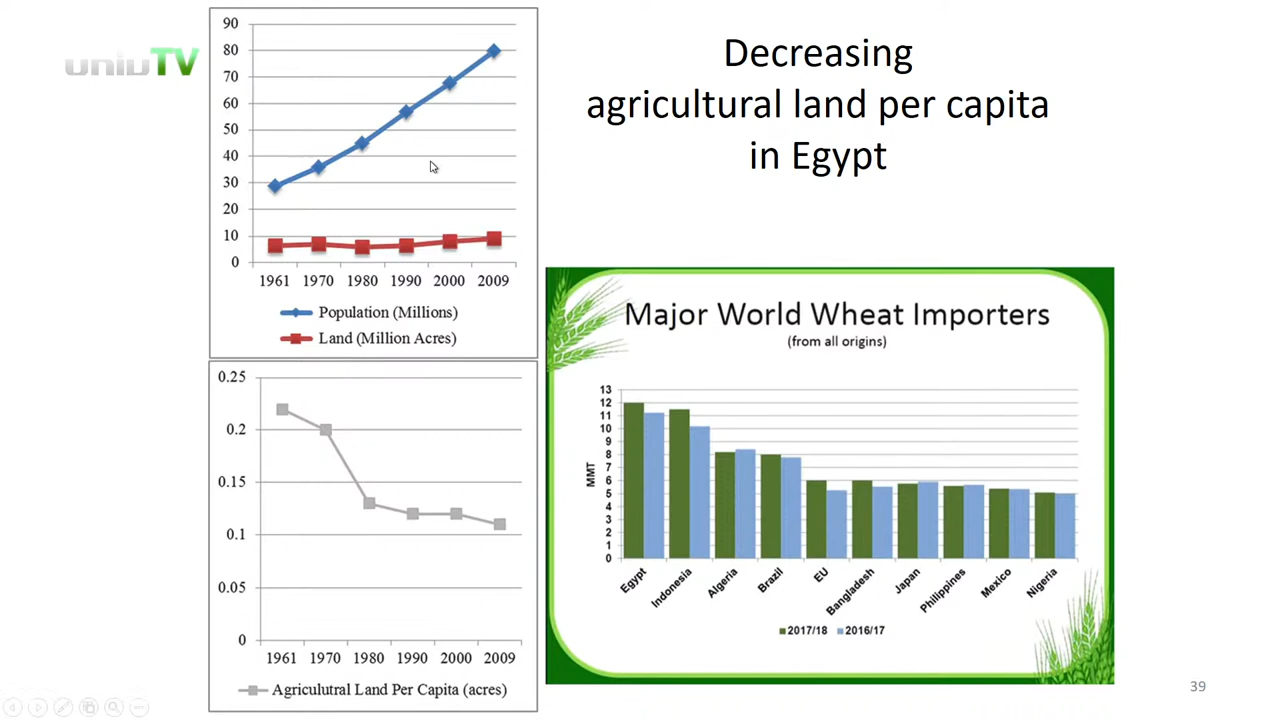 uniuTV
Decreasing
agricultural land per capita
in Egypt
90
80
70
60
50
40
30
20
10
0
1961 1970 1980 1990 2000 2009
Population (Millions)
Land (Million Acres)
0.25
0.2
0.15
0.1
0.05
0
1961 1970 1980 1990 2000 2009
Agriculutral Land Per Capita (acres)
Major World Wheat Importers
(from all origins)
MMT
13
12
11
10
9
8
7
6
5
4
3
2
1
0
Egypt Indonesia Algeria Brazil EU Bangladesh Japan Philippines Mexico Nigeria
2017/18 2016/17
39